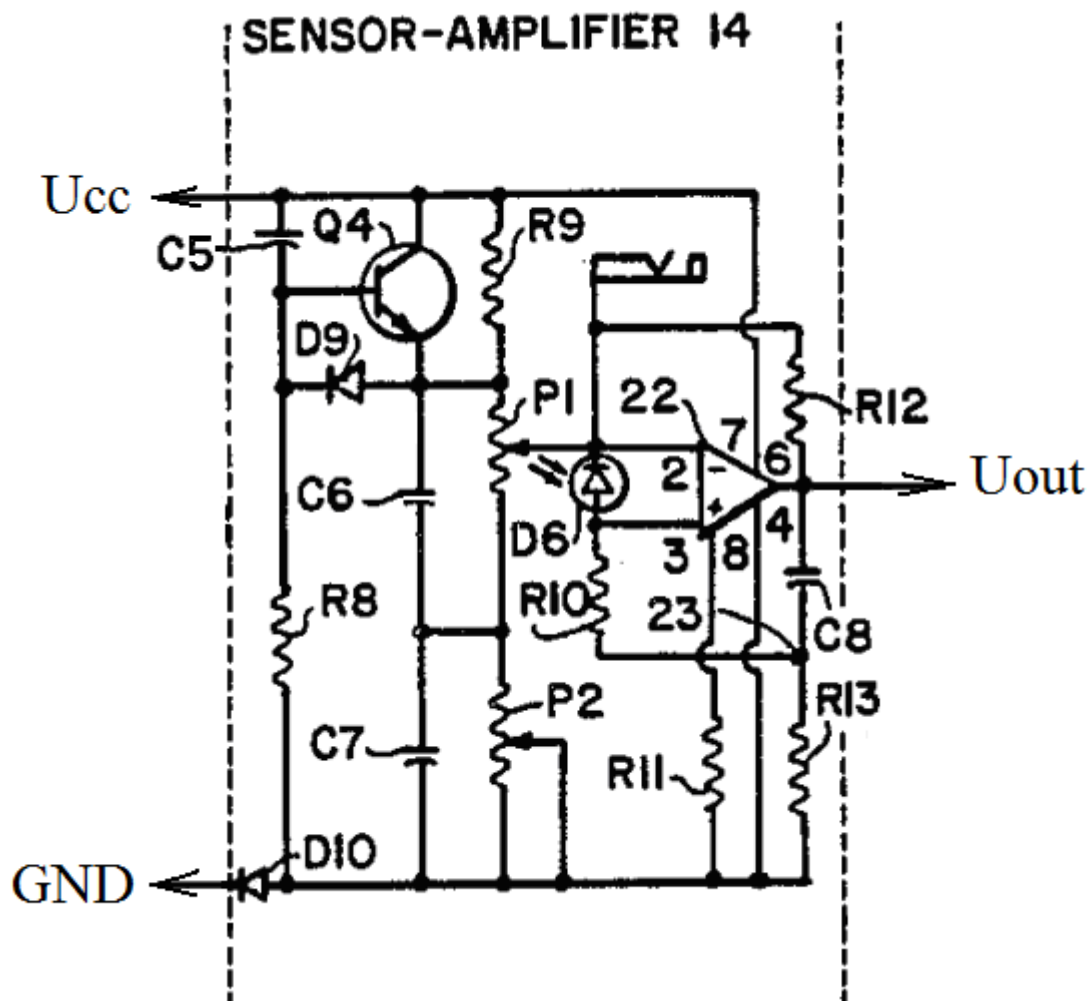 SENSOR-AMPLIFIER 14
Ucc
C5
Q4
R9
D9
P1
22
7
R12
2
-
6
Uout
+
4
C6
D6
3
8
R8
R10
23
C8
P2
R13
C7
R11
D10
GND